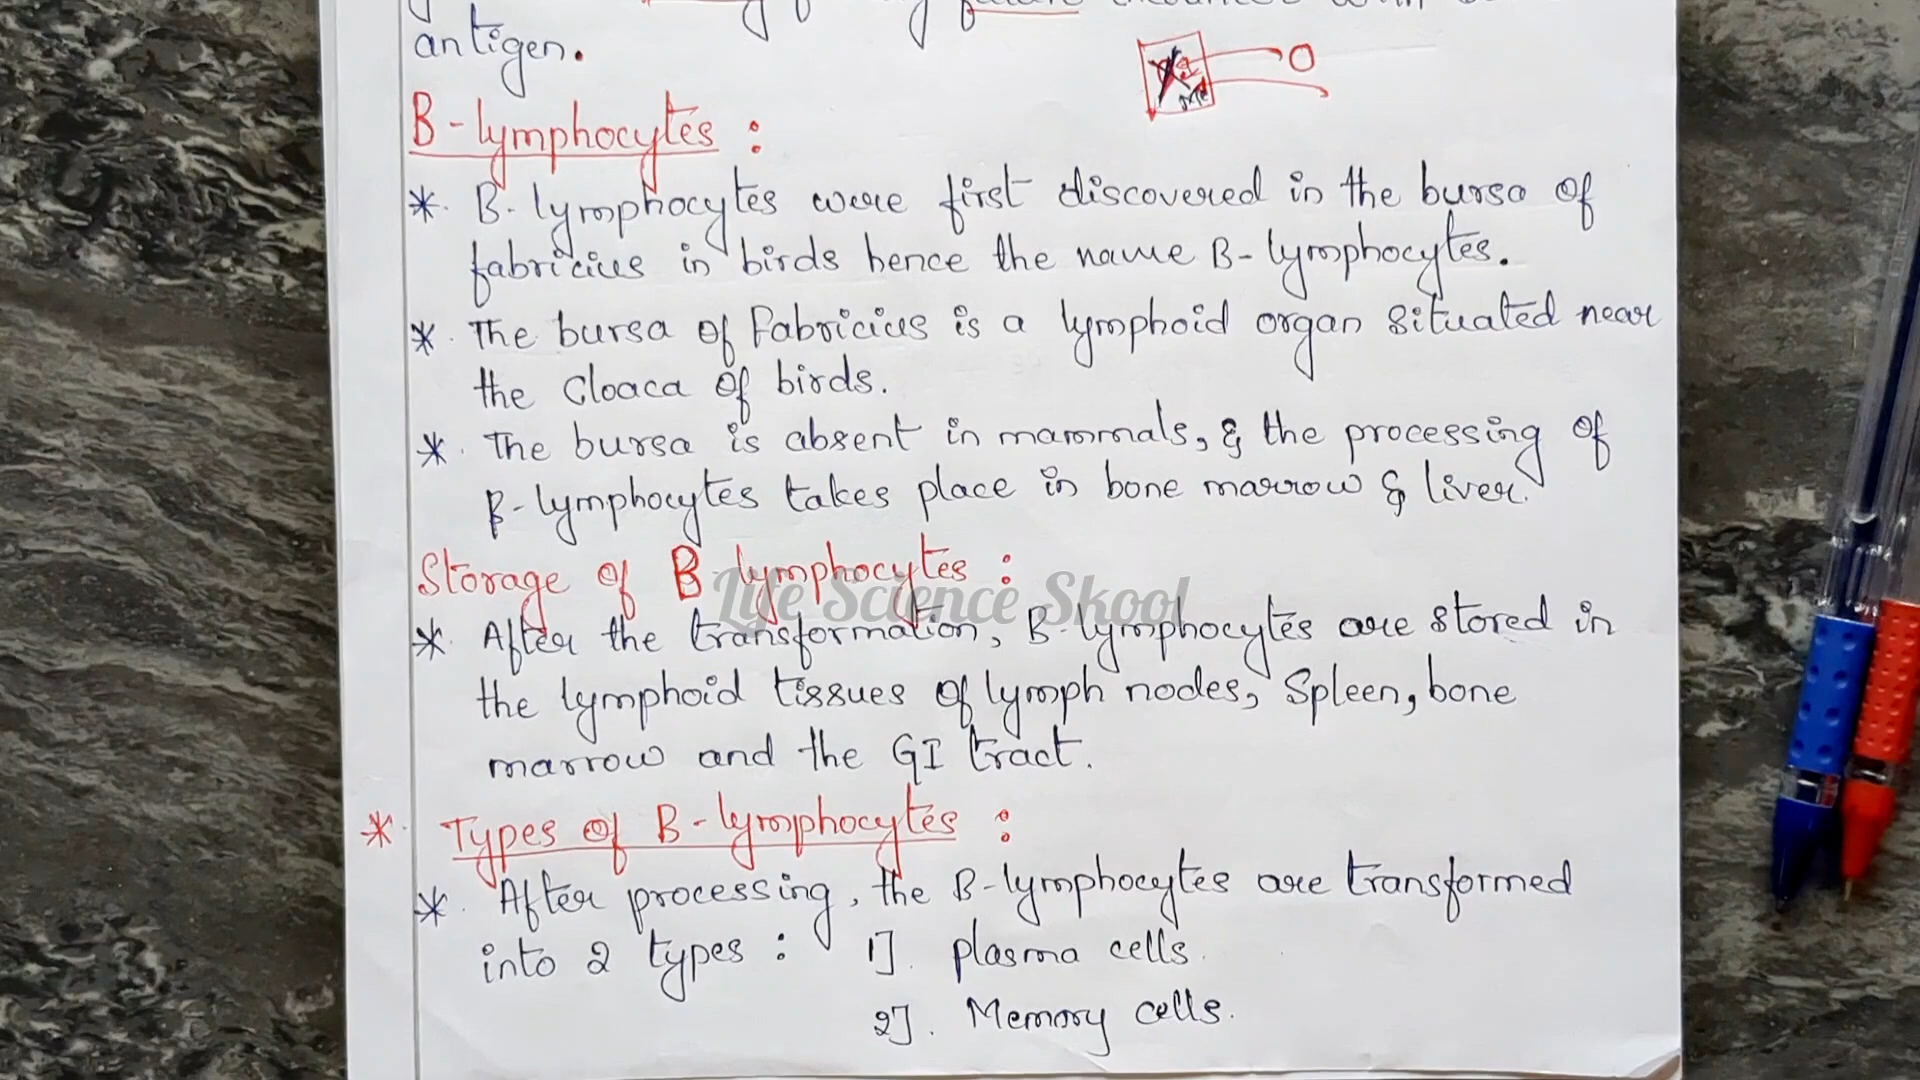 antigen.
B-lymphocytes :
* B-lymphocytes were first discovered in the bursa of
fabricius in birds hence the name B-lymphocytes.
* The bursa of Fabricius is a lymphoid organ situated near
the Cloaca of birds.
* The bursa is absent in mammals, & the processing of
B-lymphocytes takes place in bone marrow & liver.
Storage of B lymphocytes :
Life Science Skool
* After the transformation, B-lymphocytes are stored in
the lymphoid tissues of lymph nodes, Spleen, bone
marrow and the GI tract.
* Types of B-lymphocytes :
* After processing, the B-lymphocytes are transformed
into 2 types : 1]. plasma cells.
2]. Memory cells.